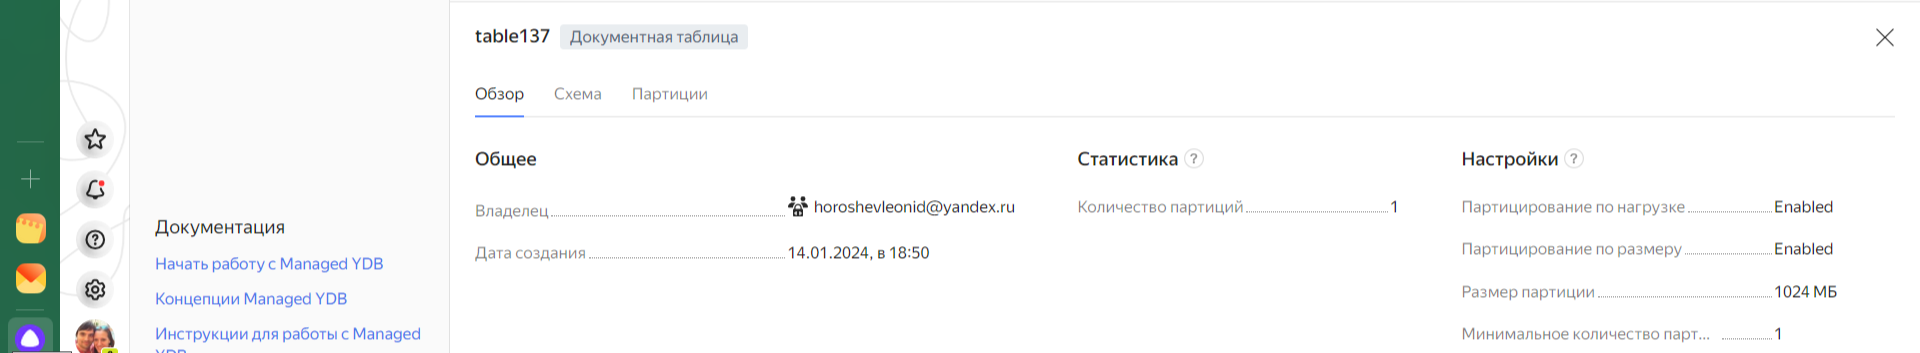 table137 Документная таблица
Обзор Схема Партиции
Общее
Владелец horoshevleonid@yandex.ru
Дата создания 14.01.2024, в 18:50
Статистика ?
Количество партиций 1
Настройки ?
Партицирование по нагрузке Enabled
Партицирование по размеру Enabled
Размер партиции 1024 МБ
Минимальное количество парт... 1
Документация
Начать работу с Managed YDB
Концепции Managed YDB
Инструкции для работы с Managed
YDB